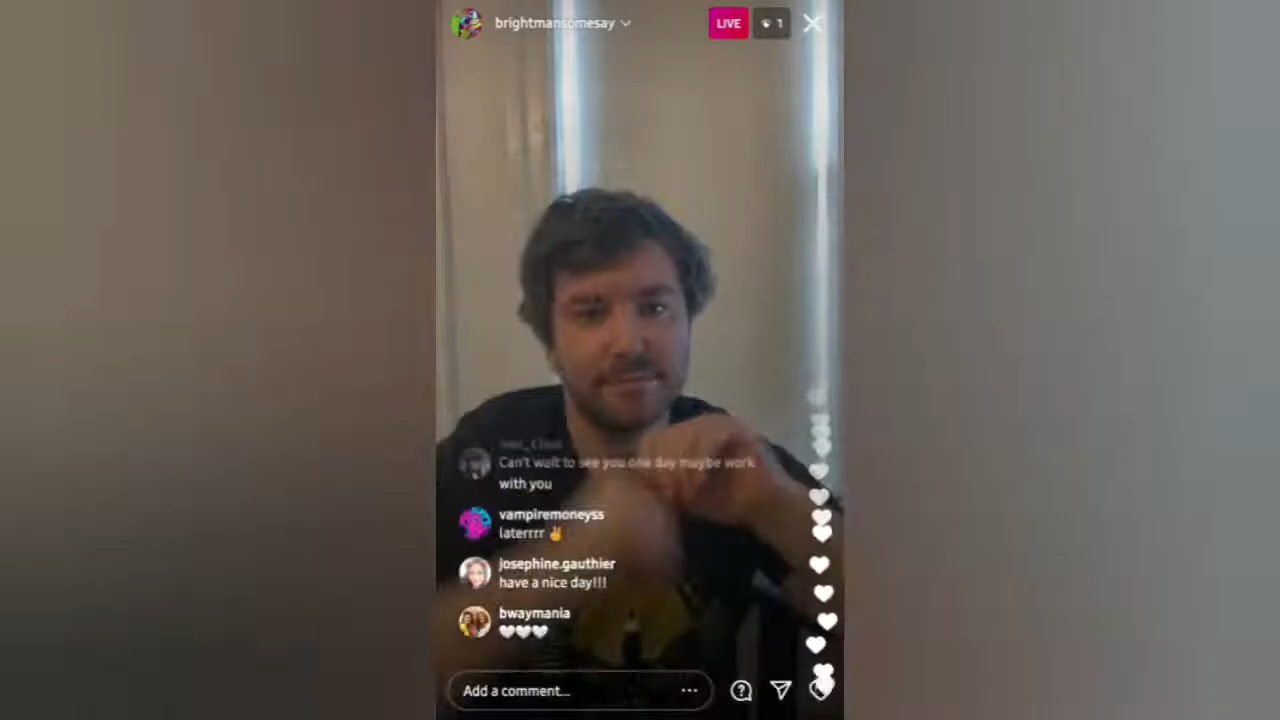 brightmansomesay
LIVE
1
Can't wait to see you one day maybe work
with you
vampiremoneyss
laterrrr ✌
josephine.gauthier
have a nice day!!!
bwaymania
🤍🤍🤍
Add a comment...